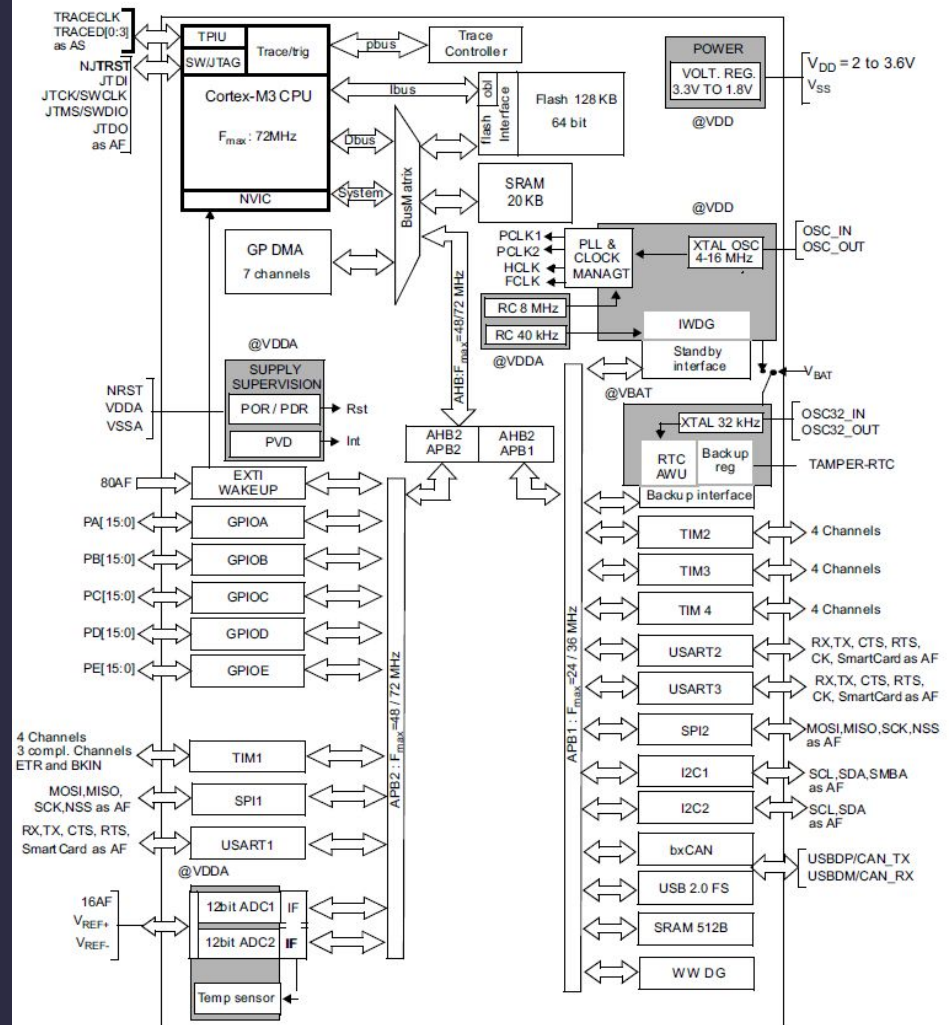 TRACECLK
TRACED[0:3]
as AS
NJTRST
JTDI
JTCK/SWCLK
JTMS/SWDIO
JTDO
as AF
TPIU
SW/JTAG
Trace/trig
Cortex-M3 CPU
Fmax : 72MHz
NVIC
pbus
Trace
Controller
Ibus
Dbus
System
BusMatrix
flash obl
Interface
Flash 128 KB
64 bit
SRAM
20 KB
POWER
VOLT. REG.
3.3V TO 1.8V
@VDD
VDD = 2 to 3.6V
VSS
GP DMA
7 channels
AHB:Fmax=48/72 MHz
@VDD
PCLK1
PCLK2
HCLK
FCLK
PLL &
CLOCK
MANAGT
XTAL OSC
4-16 MHz
OSC_IN
OSC_OUT
RC 8 MHz
RC 40 kHz
@VDDA
IWDG
Standby
interface
VBAT
@VBAT
@VDDA
SUPPLY
SUPERVISION
POR / PDR
Rst
PVD
Int
NRST
VDDA
VSSA
AHB2
APB2
AHB2
APB1
XTAL 32 kHz
OSC32_IN
OSC32_OUT
RTC
AWU
Backup
reg
TAMPER-RTC
Backup interface
80AF
EXTI
WAKEUP
PA[ 15:0]
GPIOA
PB[ 15:0]
GPIOB
PC[15:0]
GPIOC
PD[15:0]
GPIOD
PE[15:0]
GPIOE
4 Channels
3 compl. Channels
ETR and BKIN
TIM1
MOSI,MISO,
SCK,NSS as AF
SPI1
RX,TX, CTS, RTS,
SmartCard as AF
USART1
@VDDA
16AF
VREF+
VREF-
12bit ADC1
IF
12bit ADC2
IF
Temp sensor
APB2 : Fmax=48 / 72 MHz
APB1 : Fmax=24 / 36 MHz
TIM2
4 Channels
TIM3
4 Channels
TIM 4
4 Channels
USART2
RX,TX, CTS, RTS,
CK, SmartCard as AF
USART3
RX,TX, CTS, RTS,
CK, SmartCard as AF
SPI2
MOSI,MISO,SCK,NSS
as AF
I2C1
SCL,SDA,SMBA
as AF
I2C2
SCL,SDA
as AF
bxCAN
USBDP/CAN_TX
USBDM/CAN_RX
USB 2.0 FS
SRAM 512B
WW DG